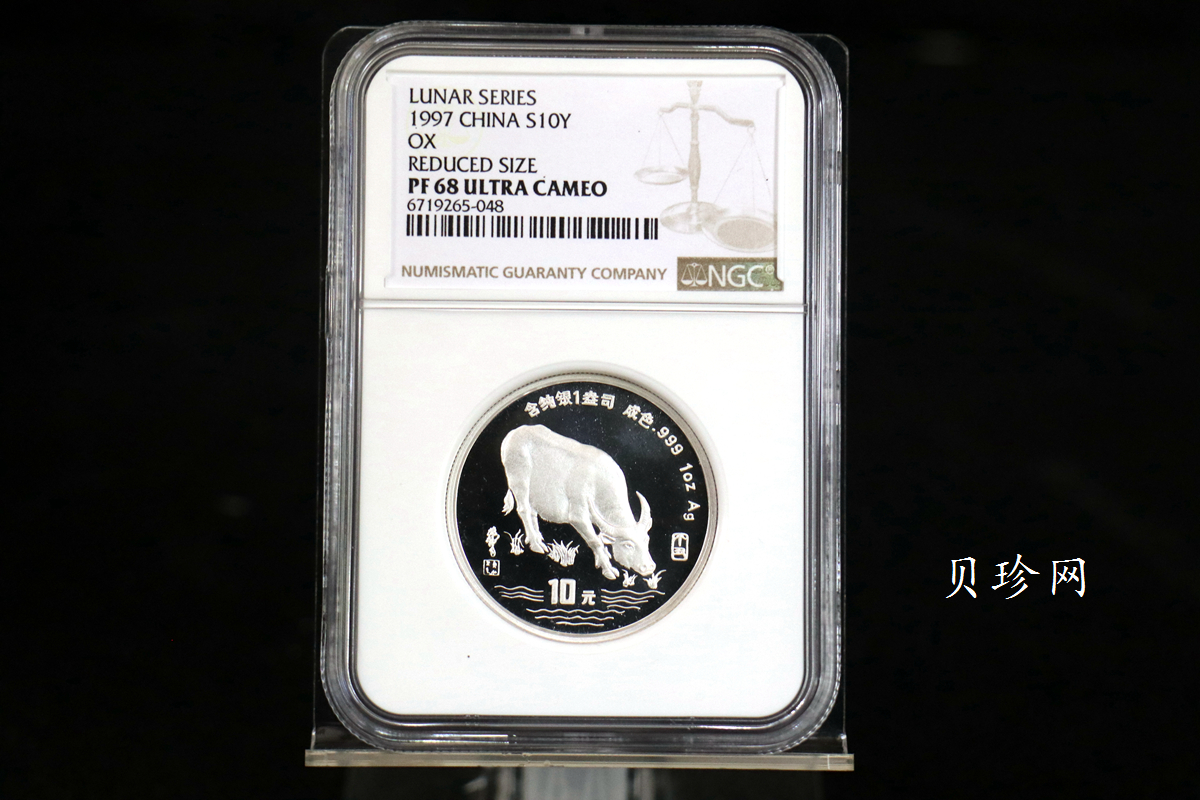 LUNAR SERIES
1997 CHINA S10Y
OX
REDUCED SIZE
PF 68 ULTRA CAMEO
6719265-048
NUMISMATIC GUARANTY COMPANY
NGC
含纯银1盎司 成色.999 1oz Ag
10元
贝珍网